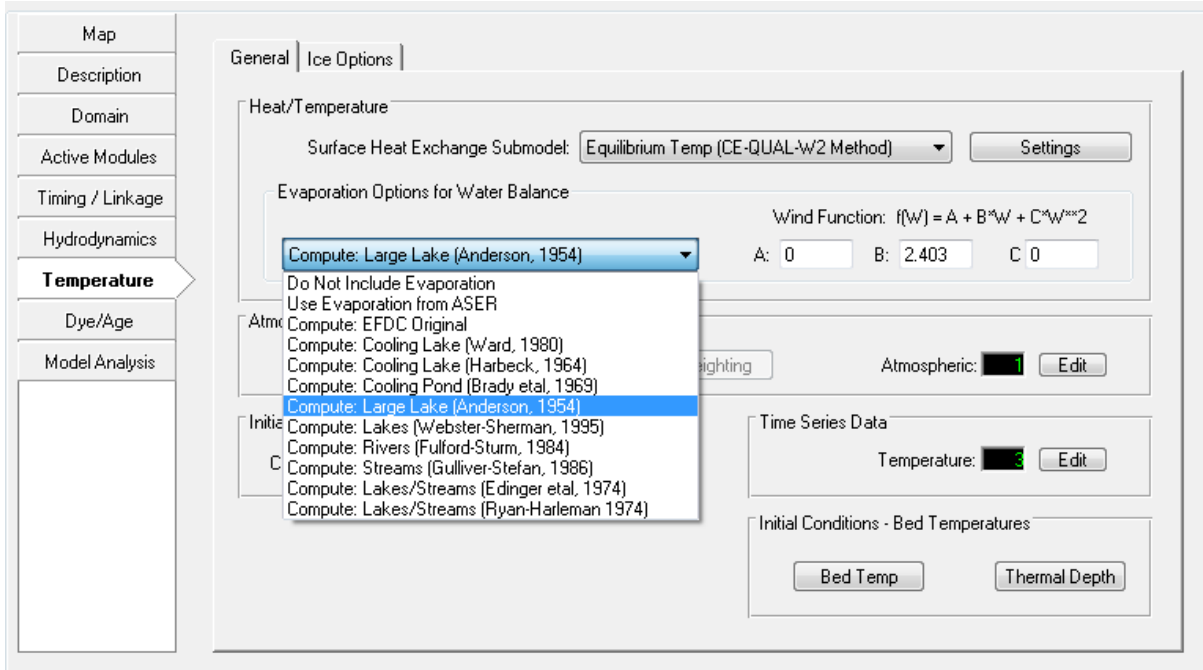 Map
Description
Domain
Active Modules
Timing / Linkage
Hydrodynamics
Temperature
Dye/Age
Model Analysis
General
Ice Options
Heat/Temperature
Surface Heat Exchange Submodel:
Equilibrium Temp (CE-QUAL-W2 Method)
Settings
Evaporation Options for Water Balance
Wind Function: f(W) = A + B*W + C*W**2
Compute: Large Lake (Anderson, 1954)
A: 0
B: 2.403
C 0
Do Not Include Evaporation
Use Evaporation from ASER
Compute: EFDC Original
Compute: Cooling Lake (Ward, 1980)
Compute: Cooling Lake (Harbeck, 1964)
Compute: Cooling Pond (Brady etal, 1969)
Compute: Large Lake (Anderson, 1954)
Compute: Lakes (Webster-Sherman, 1995)
Compute: Rivers (Fulford-Sturm, 1984)
Compute: Streams (Gulliver-Stefan, 1986)
Compute: Lakes/Streams (Edinger etal, 1974)
Compute: Lakes/Streams (Ryan-Harleman 1974)
Atmo
ighting
Atmospheric: 1
Edit
Initia
C
Time Series Data
Temperature: 3
Edit
Initial Conditions - Bed Temperatures
Bed Temp
Thermal Depth